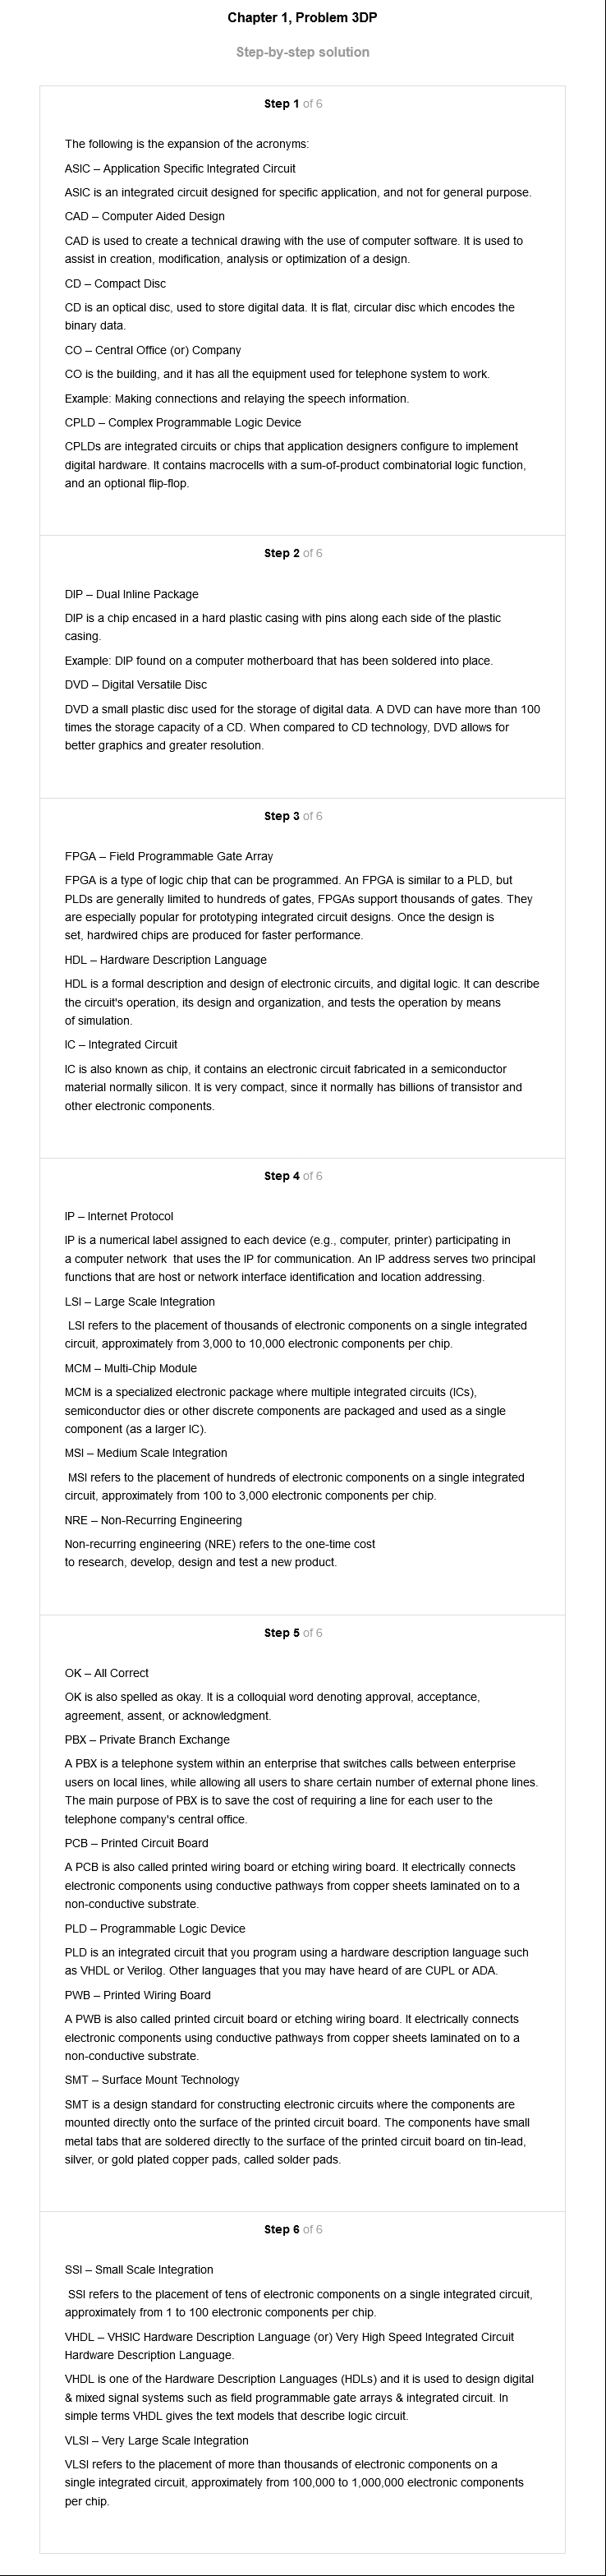 Chapter 1, Problem 3DP
Step-by-step solution
Step 1 of 6
The following is the expansion of the acronyms:
ASIC – Application Specific Integrated Circuit
ASIC is an integrated circuit designed for specific application, and not for general purpose.
CAD – Computer Aided Design
CAD is used to create a technical drawing with the use of computer software. It is used to
assist in creation, modification, analysis or optimization of a design.
CD – Compact Disc
CD is an optical disc, used to store digital data. It is flat, circular disc which encodes the
binary data.
CO – Central Office (or) Company
CO is the building, and it has all the equipment used for telephone system to work.
Example: Making connections and relaying the speech information.
CPLD – Complex Programmable Logic Device
CPLDs are integrated circuits or chips that application designers configure to implement
digital hardware. It contains macrocells with a sum-of-product combinatorial logic function,
and an optional flip-flop.
Step 2 of 6
DIP – Dual Inline Package
DIP is a chip encased in a hard plastic casing with pins along each side of the plastic
casing.
Example: DIP found on a computer motherboard that has been soldered into place.
DVD – Digital Versatile Disc
DVD a small plastic disc used for the storage of digital data. A DVD can have more than 100
times the storage capacity of a CD. When compared to CD technology, DVD allows for
better graphics and greater resolution.
Step 3 of 6
FPGA – Field Programmable Gate Array
FPGA is a type of logic chip that can be programmed. An FPGA is similar to a PLD, but
PLDs are generally limited to hundreds of gates, FPGAs support thousands of gates. They
are especially popular for prototyping integrated circuit designs. Once the design is
set, hardwired chips are produced for faster performance.
HDL – Hardware Description Language
HDL is a formal description and design of electronic circuits, and digital logic. It can describe
the circuit's operation, its design and organization, and tests the operation by means
of simulation.
IC – Integrated Circuit
IC is also known as chip, it contains an electronic circuit fabricated in a semiconductor
material normally silicon. It is very compact, since it normally has billions of transistor and
other electronic components.
Step 4 of 6
IP – Internet Protocol
IP is a numerical label assigned to each device (e.g., computer, printer) participating in
a computer network that uses the IP for communication. An IP address serves two principal
functions that are host or network interface identification and location addressing.
LSI – Large Scale Integration
LSI refers to the placement of thousands of electronic components on a single integrated
circuit, approximately from 3,000 to 10,000 electronic components per chip.
MCM – Multi-Chip Module
MCM is a specialized electronic package where multiple integrated circuits (ICs),
semiconductor dies or other discrete components are packaged and used as a single
component (as a larger IC).
MSI – Medium Scale Integration
MSI refers to the placement of hundreds of electronic components on a single integrated
circuit, approximately from 100 to 3,000 electronic components per chip.
NRE – Non-Recurring Engineering
Non-recurring engineering (NRE) refers to the one-time cost
to research, develop, design and test a new product.
Step 5 of 6
OK – All Correct
OK is also spelled as okay. It is a colloquial word denoting approval, acceptance,
agreement, assent, or acknowledgment.
PBX – Private Branch Exchange
A PBX is a telephone system within an enterprise that switches calls between enterprise
users on local lines, while allowing all users to share certain number of external phone lines.
The main purpose of PBX is to save the cost of requiring a line for each user to the
telephone company's central office.
PCB – Printed Circuit Board
A PCB is also called printed wiring board or etching wiring board. It electrically connects
electronic components using conductive pathways from copper sheets laminated on to a
non-conductive substrate.
PLD – Programmable Logic Device
PLD is an integrated circuit that you program using a hardware description language such
as VHDL or Verilog. Other languages that you may have heard of are CUPL or ADA.
PWB – Printed Wiring Board
A PWB is also called printed circuit board or etching wiring board. It electrically connects
electronic components using conductive pathways from copper sheets laminated on to a
non-conductive substrate.
SMT – Surface Mount Technology
SMT is a design standard for constructing electronic circuits where the components are
mounted directly onto the surface of the printed circuit board. The components have small
metal tabs that are soldered directly to the surface of the printed circuit board on tin-lead,
silver, or gold plated copper pads, called solder pads.
Step 6 of 6
SSI – Small Scale Integration
SSI refers to the placement of tens of electronic components on a single integrated circuit,
approximately from 1 to 100 electronic components per chip.
VHDL – VHSIC Hardware Description Language (or) Very High Speed Integrated Circuit
Hardware Description Language.
VHDL is one of the Hardware Description Languages (HDLs) and it is used to design digital
& mixed signal systems such as field programmable gate arrays & integrated circuit. In
simple terms VHDL gives the text models that describe logic circuit.
VLSI – Very Large Scale Integration
VLSI refers to the placement of more than thousands of electronic components on a
single integrated circuit, approximately from 100,000 to 1,000,000 electronic components
per chip.